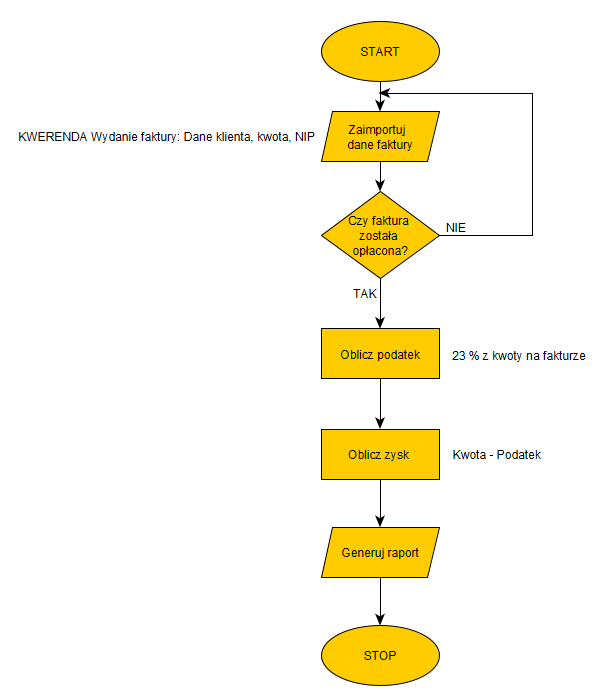 START
KWERENDA Wydanie faktury: Dane klienta, kwota, NIP
Zaimportuj
dane faktury
Czy faktura
została
opłacona?
NIE
TAK
Oblicz podatek
23 % z kwoty na fakturze
Oblicz zysk
Kwota - Podatek
Generuj raport
STOP